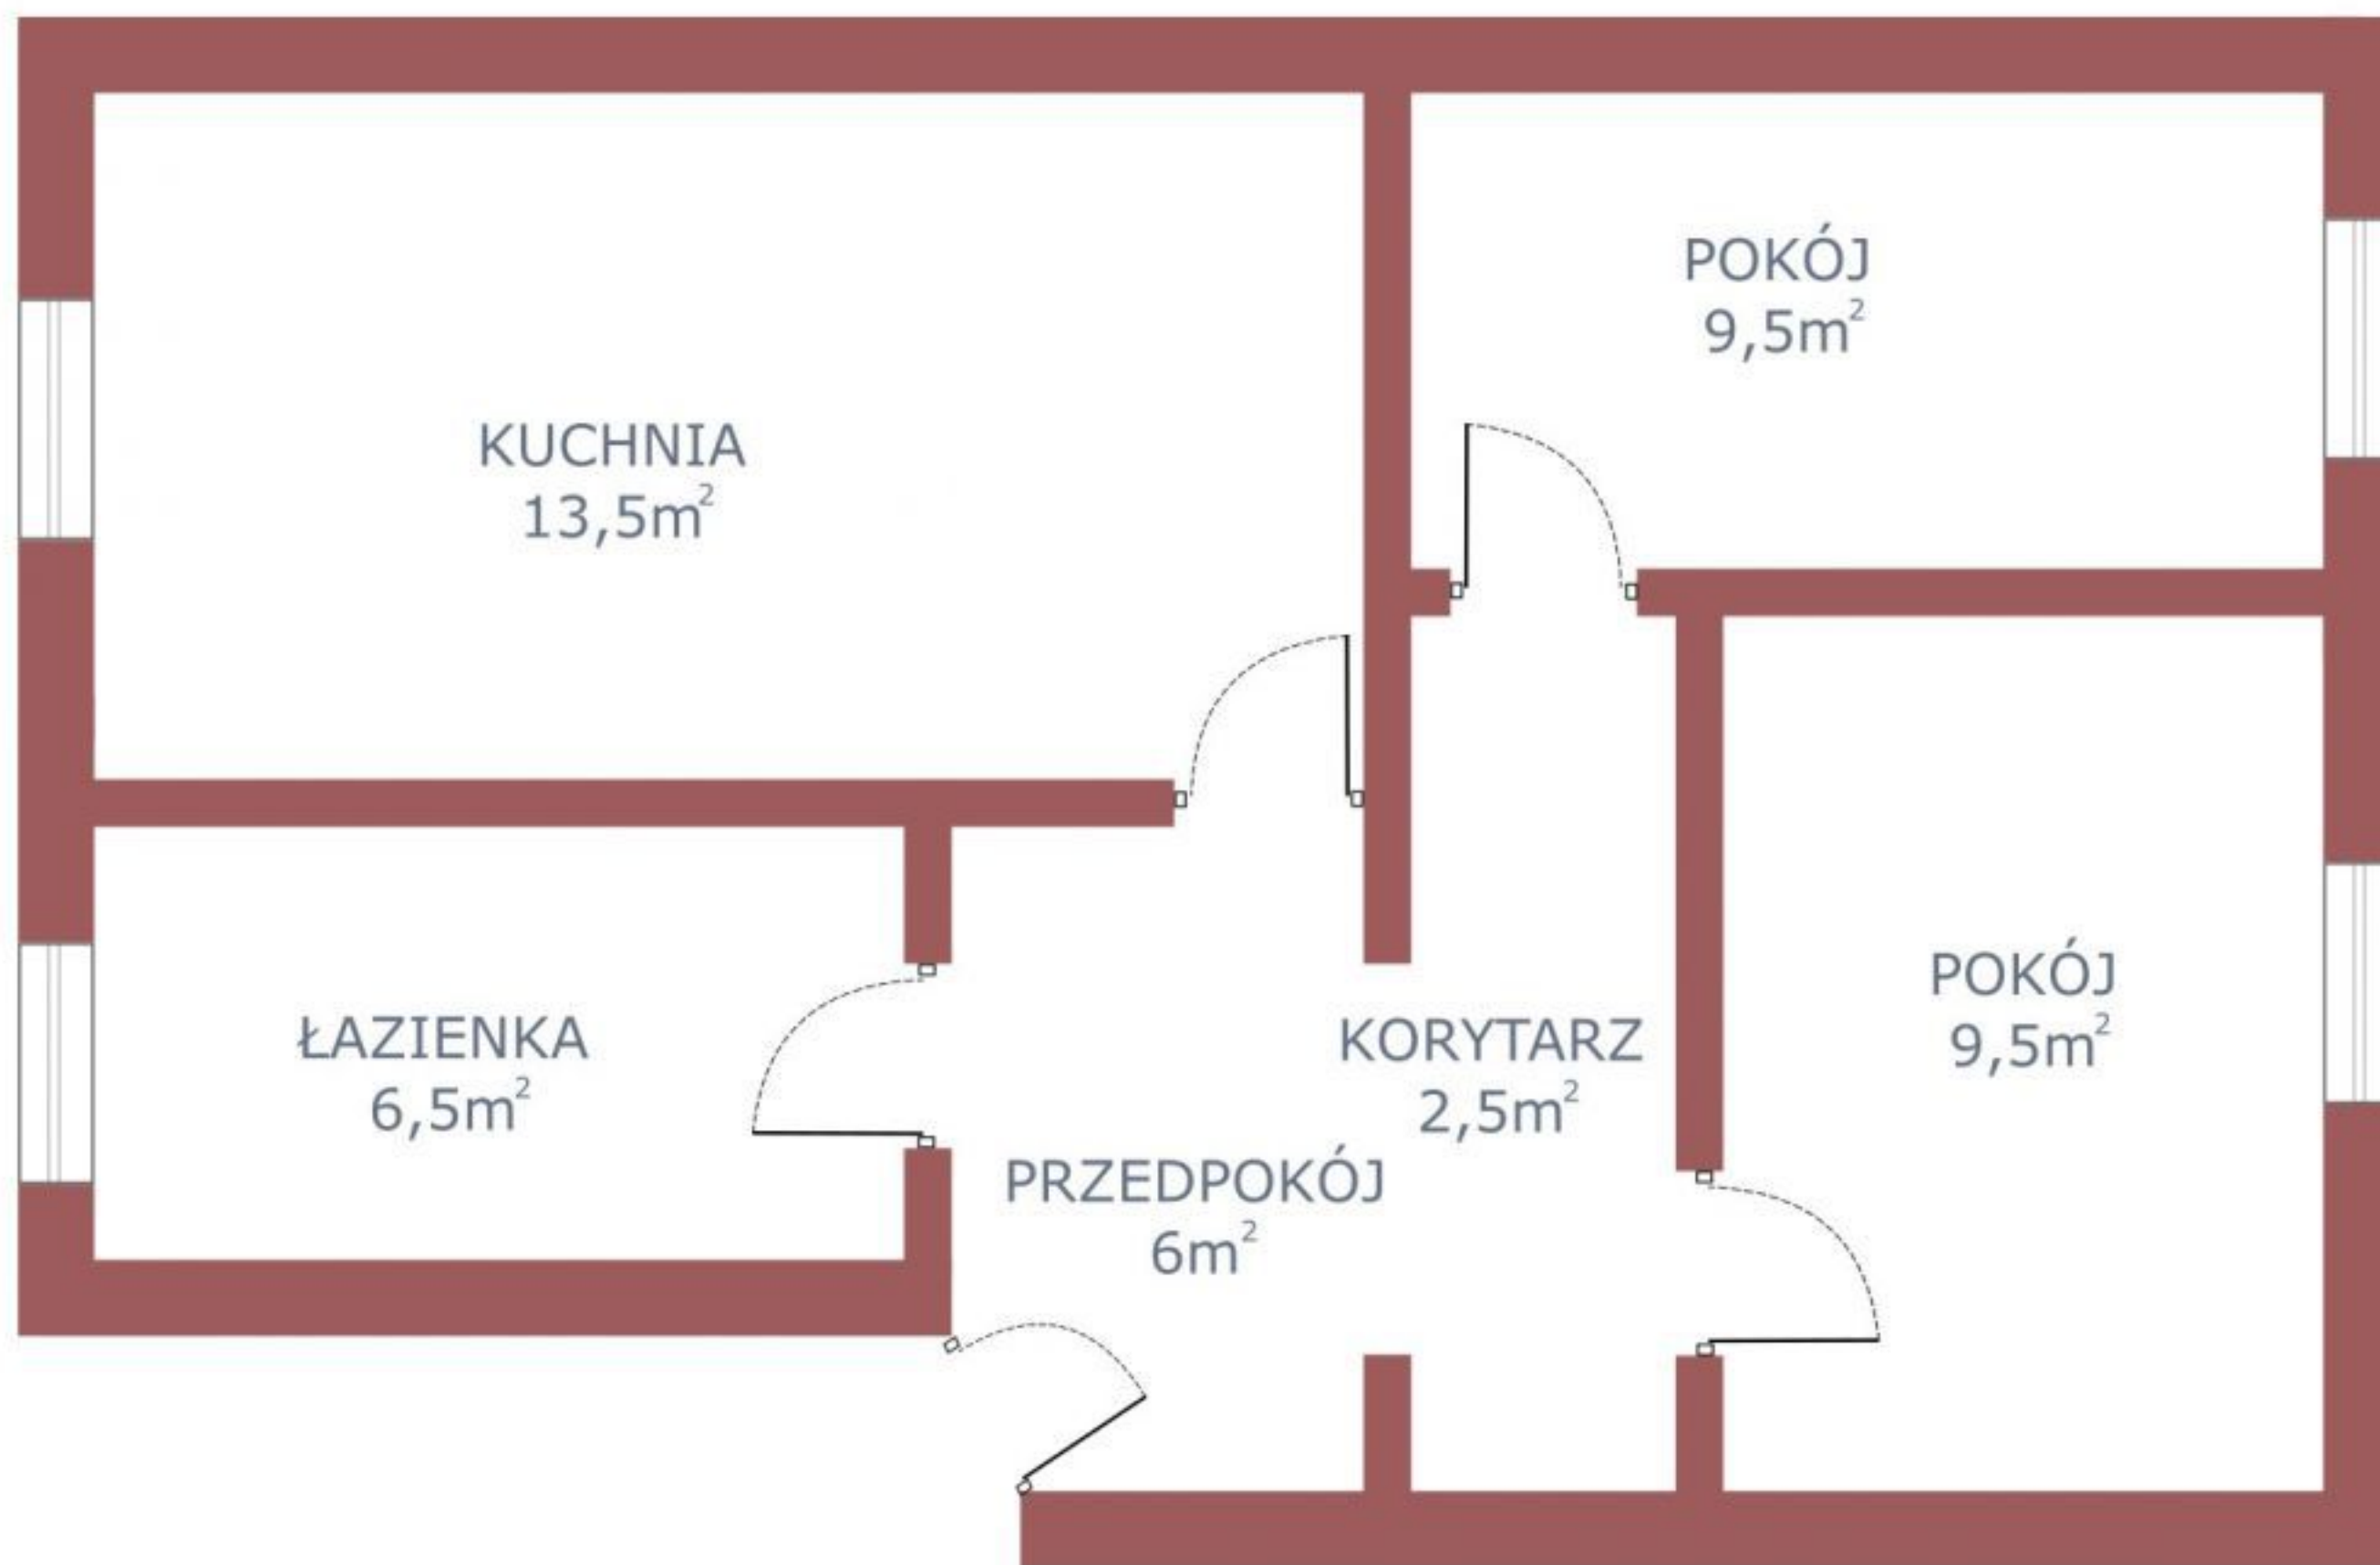 POKÓJ
9,5m²
KUCHNIA
13,5m²
POKÓJ
9,5m²
ŁAZIENKA
6,5m²
KORYTARZ
2,5m²
PRZEDPOKÓJ
6m²